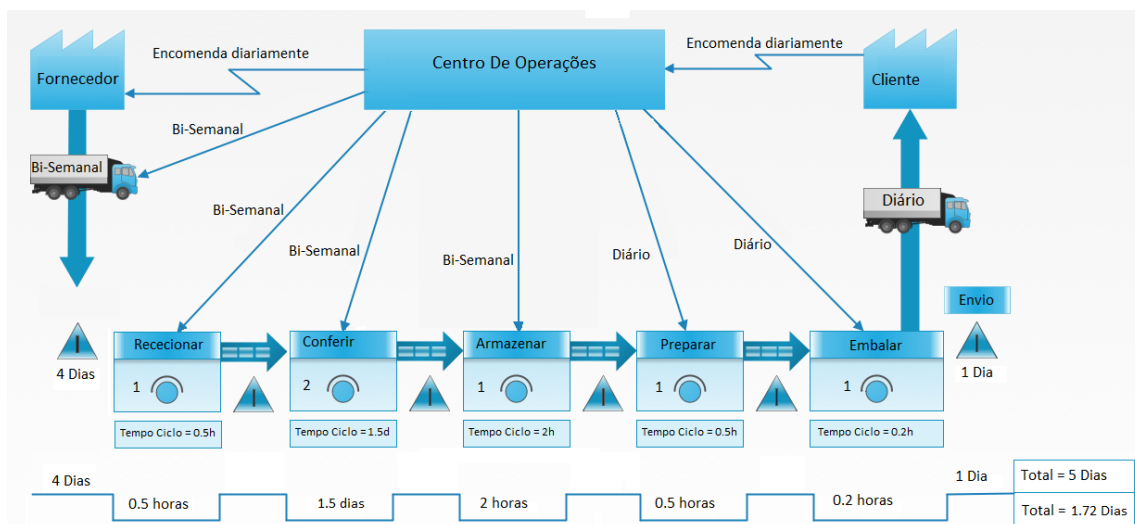 Encomenda diariamente
Encomenda diariamente
Fornecedor
Centro De Operações
Cliente
Bi-Semanal
Bi-Semanal
Diário
Bi-Semanal
Bi-Semanal
Bi-Semanal
Diário
Diário
Envio
I
4 Dias
I
1 Dia
Rececionar
Conferir
Armazenar
Preparar
Embalar
1
2
1
1
1
I
I
I
I
Tempo Ciclo = 0.5h
Tempo Ciclo = 1.5d
Tempo Ciclo = 2h
Tempo Ciclo = 0.5h
Tempo Ciclo = 0.2h
4 Dias
0.5 horas
1.5 dias
2 horas
0.5 horas
0.2 horas
1 Dia
Total = 5 Dias
Total = 1.72 Dias